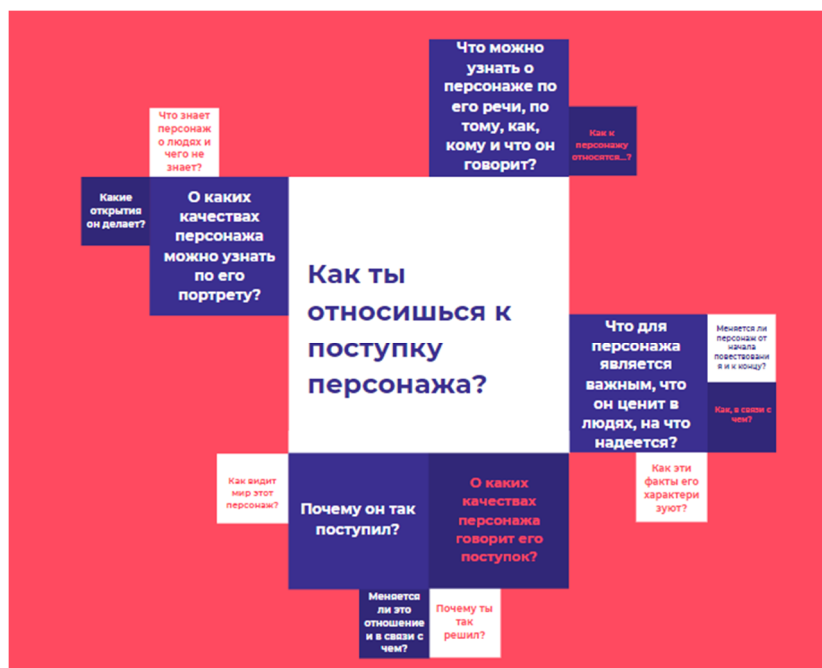 Что можно
узнать о
персонаже по
его речи, по
тому, как,
кому и что он
говорит?
Как к
персонажу
относятся...?
Что знает
персонаж
о людях и
чего не
знает?
Какие
открытия
он делает?
О каких
качествах
персонажа
можно узнать
по его
портрету?
Как ты
относишься к
поступку
персонажа?
Что для
персонажа
является
важным, что
он ценит в
людях, на что
надеется?
Меняется ли
персонаж от
начала
повествовани
я и к концу?
Как, в связи с
чем?
Как эти
факты его
характери
зуют?
Как видит
мир этот
персонаж?
Почему он так
поступил?
О каких
качествах
персонажа
говорит его
поступок?
Меняется
ли это
отношение
и в связи с
чем?
Почему ты
так
решил?